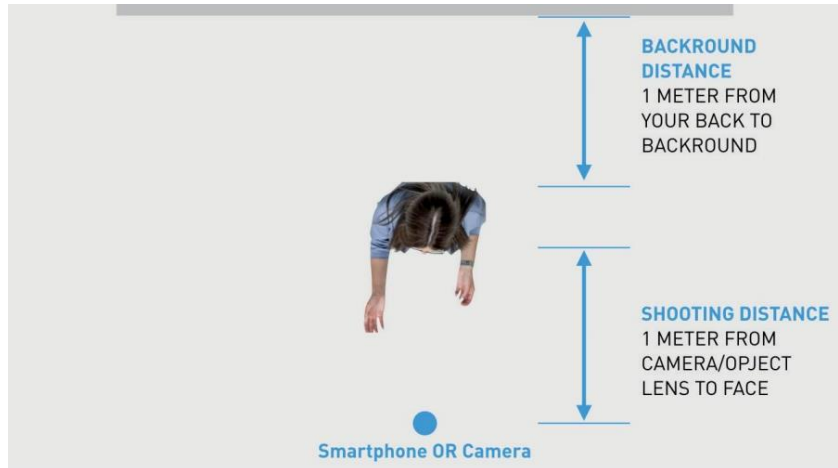 BACKROUND
DISTANCE
1 METER FROM
YOUR BACK TO
BACKROUND
SHOOTING DISTANCE
1 METER FROM
CAMERA/OPJECT
LENS TO FACE
Smartphone OR Camera